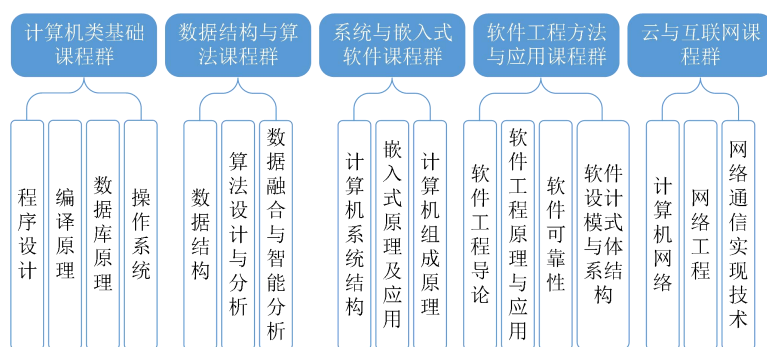 计算机类基础
课程群
数据结构与算
法课程群
系统与嵌入式
软件课程群
软件工程方法
与应用课程群
云与互联网课
程群
程序设计
编译原理
数据库原理
操作系统
数据结构
算法设计与分析
数据融合与智能分析
计算机系统结构
嵌入式原理及应用
计算机组成原理
软件工程导论
软件工程原理与应用
软件可靠性
软件
设计
模式
与体
系结
构
计算机网络
网络工程
网络通信实现技术